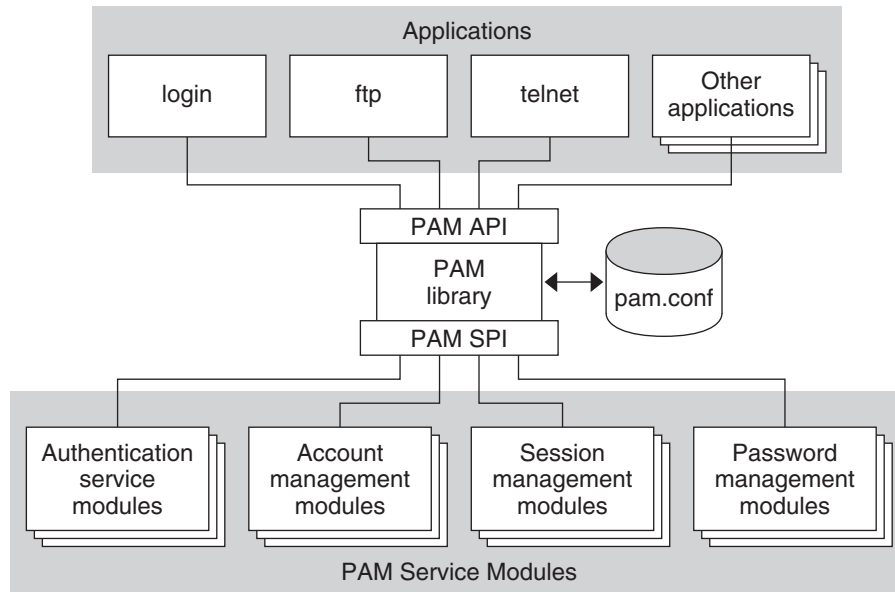 Applications
login
ftp
telnet
Other
applications
PAM API
PAM
library
pam.conf
PAM SPI
Authentication
service
modules
Account
management
modules
Session
management
modules
Password
management
modules
PAM Service Modules